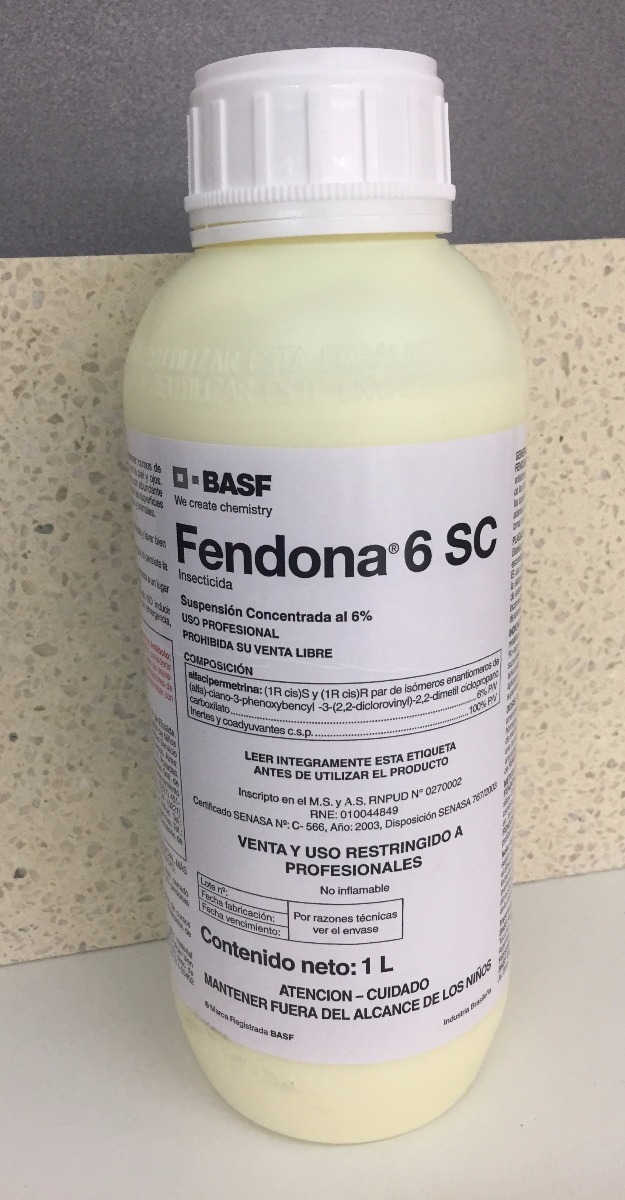 UTILIZAR ESTA
BASF
We create chemistry
Fendona® 6 SC
Insecticida
Suspensión Concentrada al 6%
USO PROFESIONAL
PROHIBIDA SU VENTA LIBRE
COMPOSICIÓN
alfacipermetrina: (1R cis)S y (1R cis)R par de isómeros enantiomeros de
(alfa)-ciano-3-phenoxybencyl -3-(2,2-diclorovinyl)-2,2-dimetil ciclopropano
carboxilato........................................................................6% P/V
Inertes y coadyuvantes c.s.p............................................100% P/V
LEER INTEGRAMENTE ESTA ETIQUETA
ANTES DE UTILIZAR EL PRODUCTO
Inscripto en el M.S. y A.S. RNPUD N° 0270002
RNE: 010044849
Certificado SENASA Nº: C- 566, Año: 2003, Disposición SENASA 767/2003
VENTA Y USO RESTRINGIDO A
PROFESIONALES
No inflamable
Lote nº:
Fecha fabricación:
Fecha vencimiento:
Por razones técnicas
ver el envase
Contenido neto: 1 L
ATENCION – CUIDADO
MANTENER FUERA DEL ALCANCE DE LOS NIÑOS
® Marca Registrada BASF
Industria Brasileña